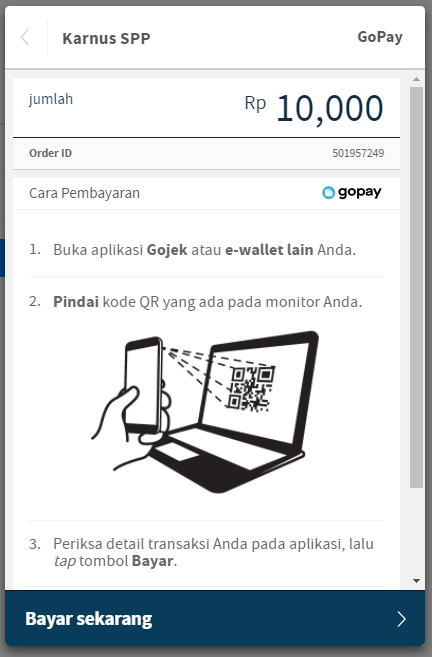 Karnus SPP
GoPay
jumlah
Rp 10,000
Order ID
501957249
Cara Pembayaran
gopay
1. Buka aplikasi Gojek atau e-wallet lain Anda.
2. Pindai kode QR yang ada pada monitor Anda.
3. Periksa detail transaksi Anda pada aplikasi, lalu
tap tombol Bayar.
Bayar sekarang